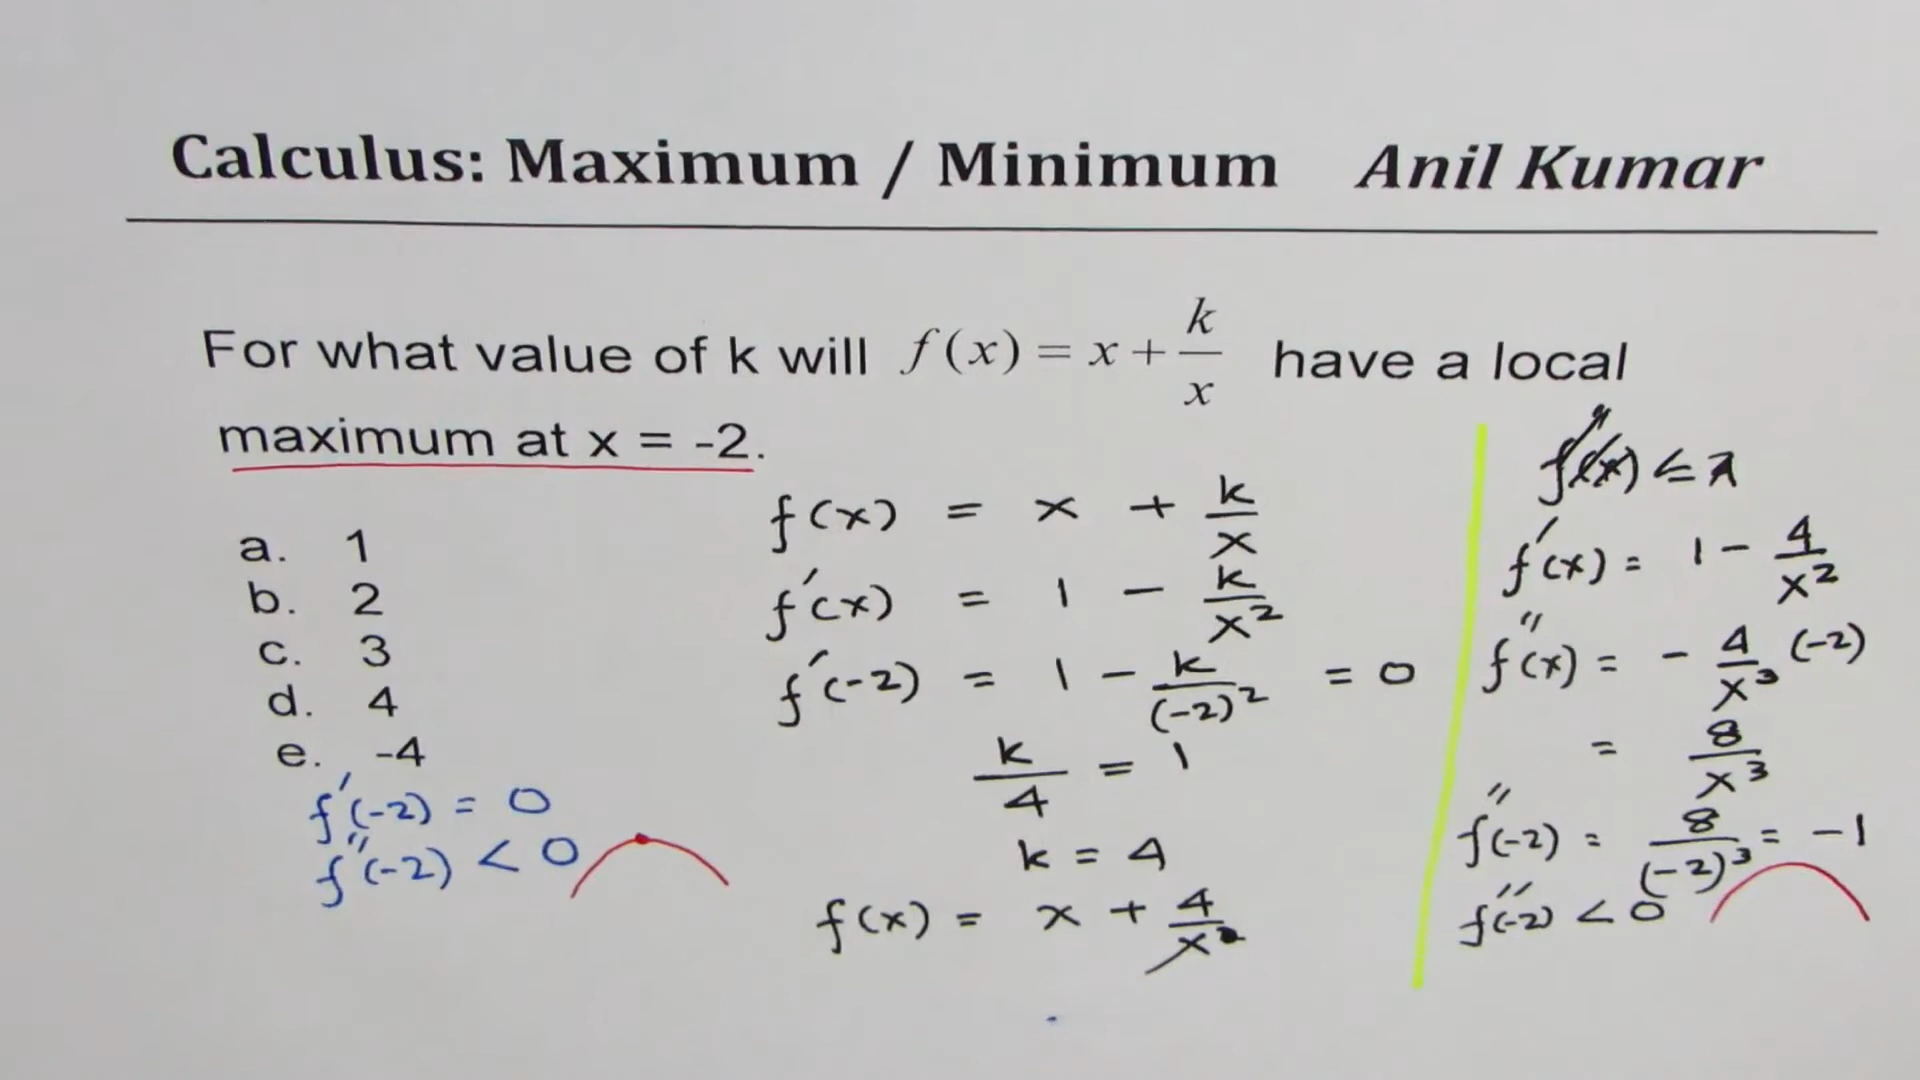 Calculus: Maximum / Minimum Anil Kumar
For what value of k will f(x) = x + k/x have a local
maximum at x = -2.
a. 1
b. 2
c. 3
d. 4
e. -4
f'(-2) = 0
f''(-2) < 0
f(x) = x + k/x
f'(x) = 1 - k/x²
f'(-2) = 1 - k/(-2)² = 0
k/4 = 1
k = 4
f(x) = x + 4/x
f'(x) = 1 - 4/x²
f''(x) = - 4/x³ (-2)
= 8/x³
f''(-2) = 8/(-2)³ = -1
f''(-2) < 0